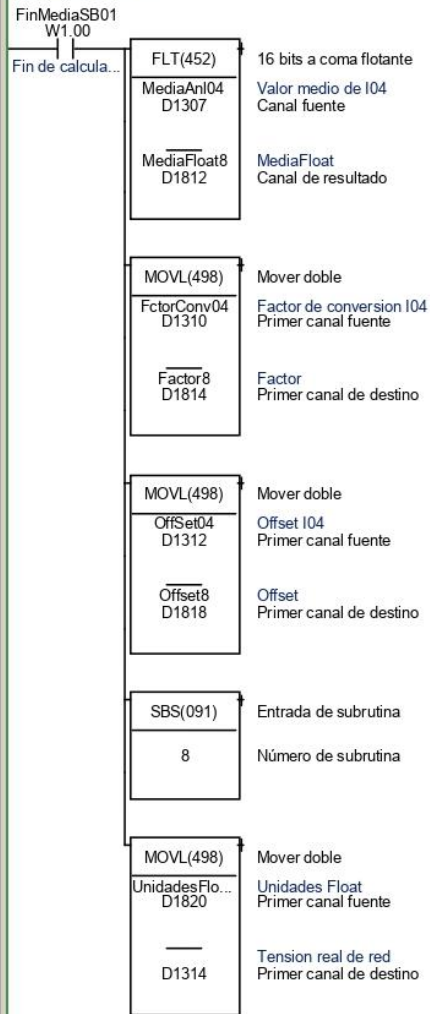 FinMediaSB01
W1.00
Fin de calcula...
FLT(452)
16 bits a coma flotante
MediaAnI04
D1307
Valor medio de I04
Canal fuente
MediaFloat8
D1812
MediaFloat
Canal de resultado
MOVL(498)
Mover doble
FctorConv04
D1310
Factor de conversion I04
Primer canal fuente
Factor8
D1814
Factor
Primer canal de destino
MOVL(498)
Mover doble
OffSet04
D1312
Offset I04
Primer canal fuente
Offset8
D1818
Offset
Primer canal de destino
SBS(091)
Entrada de subrutina
8
Número de subrutina
MOVL(498)
Mover doble
UnidadesFlo...
D1820
Unidades Float
Primer canal fuente
D1314
Tension real de red
Primer canal de destino